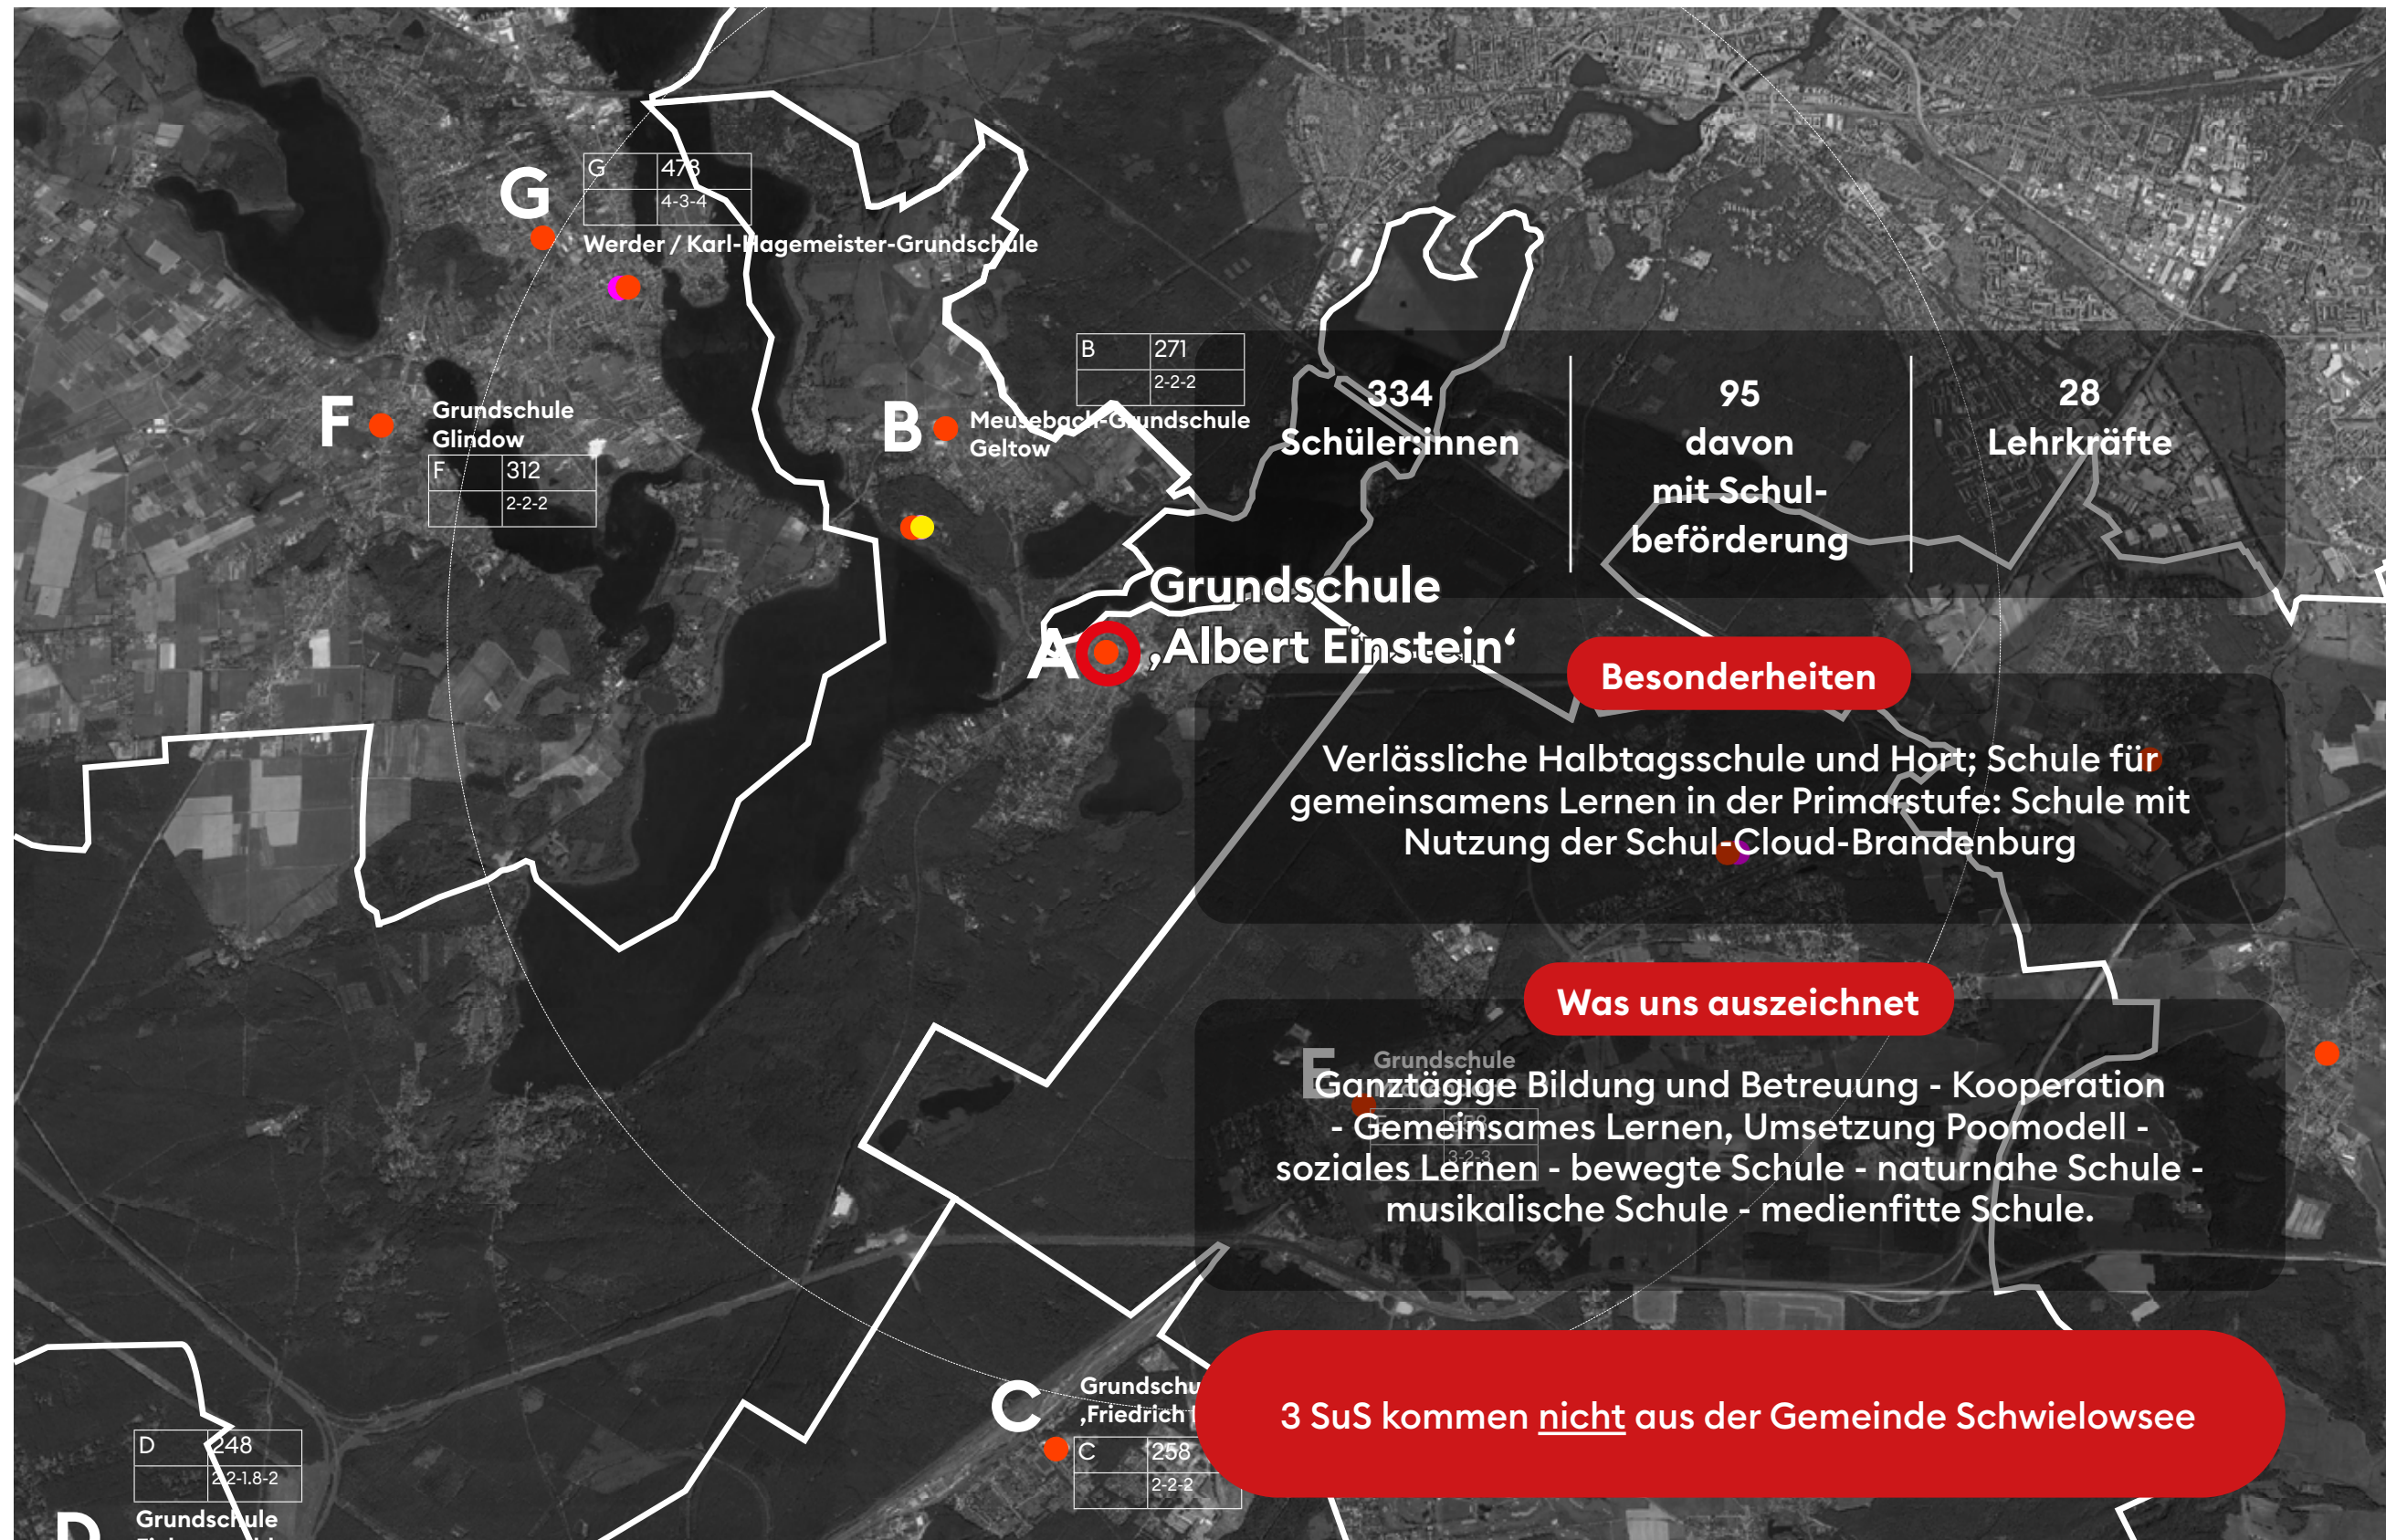 G
G 473
4-3-4
Werder / Karl-Hagemeister-Grundschule
F
Grundschule
Glindow
F 312
2-2-2
B 271
2-2-2
B
Meusebach-Grundschule
Geltow
334
Schüler:innen
95
davon
mit Schul-
beförderung
28
Lehrkräfte
A
Grundschule
‚Albert Einstein‘
Besonderheiten
Verlässliche Halbtagsschule und Hort; Schule für
gemeinsamens Lernen in der Primarstufe: Schule mit
Nutzung der Schul-Cloud-Brandenburg
Was uns auszeichnet
E
Grundschule
3-2-3
Ganztägige Bildung und Betreuung - Kooperation
- Gemeinsames Lernen, Umsetzung Poomodell -
soziales Lernen - bewegte Schule - naturnahe Schule -
musikalische Schule - medienfitte Schule.
C
‚Friedrich
C 258
2-2-2
3 SuS kommen nicht aus der Gemeinde Schwielowsee
D 248
2.2-1.8-2
D
Grundschule